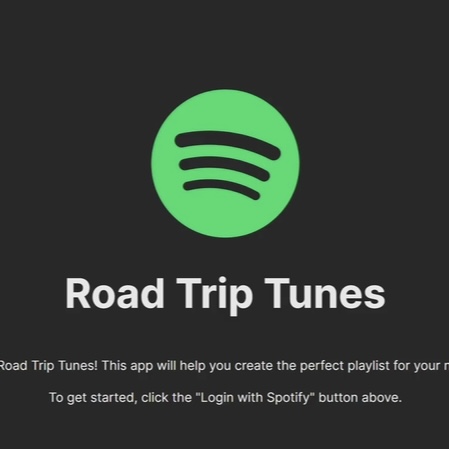 Road Trip Tunes
Road Trip Tunes! This app will help you create the perfect playlist for your
To get started, click the "Login with Spotify" button above.